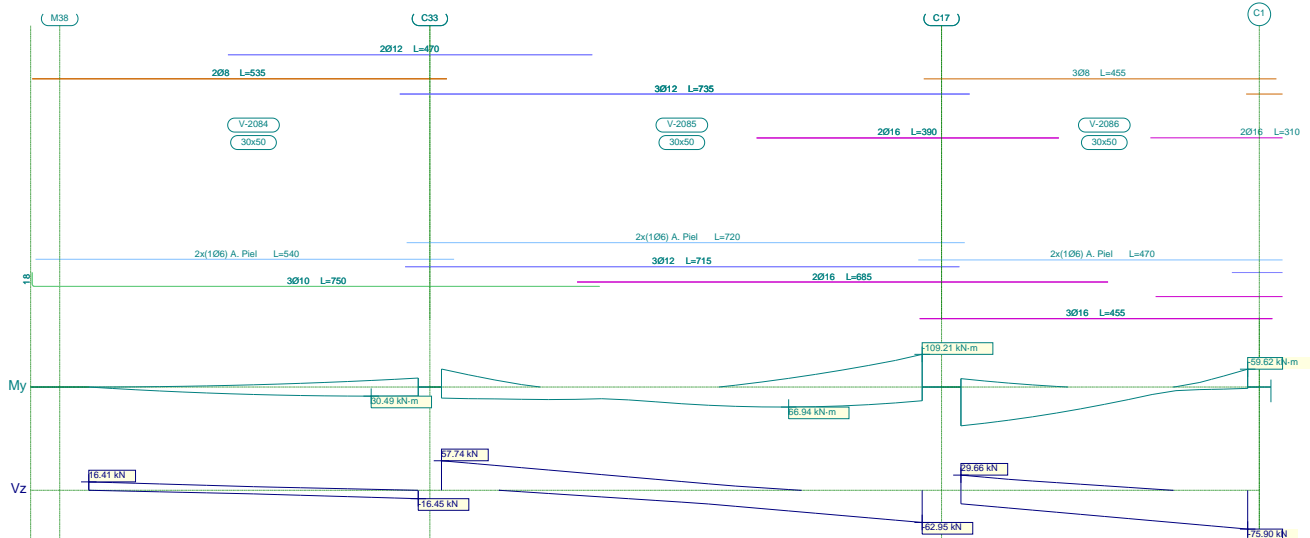 M38 C33 C17 C1
2Ø12 L=470
2Ø8 L=535 3Ø8 L=455
3Ø12 L=735
V-2084 V-2085 V-2086
2Ø16 L=390 2Ø16 L=310
30x50 30x50 30x50
2x(1Ø6) A. Piel L=720
2x(1Ø6) A. Piel L=540 2x(1Ø6) A. Piel L=470
3Ø12 L=715
18 3Ø10 L=750 2Ø16 L=685
3Ø16 L=455
-109.21 kN·m
-59.62 kN·m
My
30.49 kN·m
66.94 kN·m
57.74 kN
16.41 kN 29.66 kN
Vz
-16.45 kN
-62.95 kN
-75.90 kN